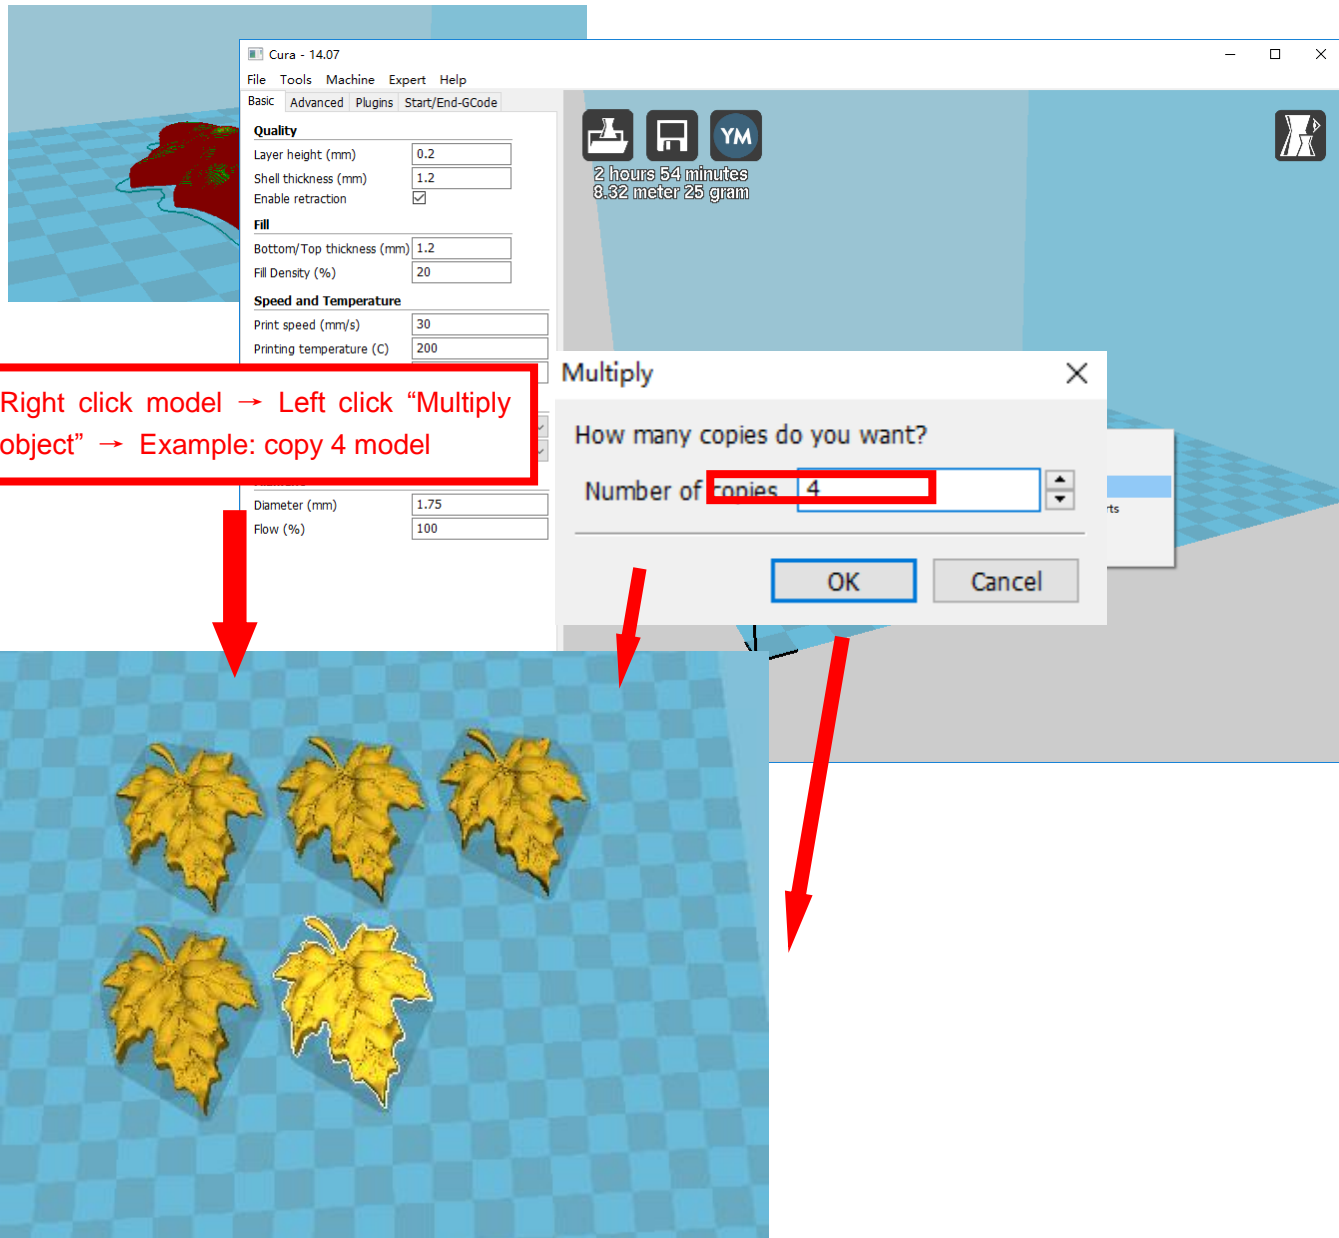 Cura - 14.07
File Tools Machine Expert Help
Basic Advanced Plugins Start/End-GCode
Quality
Layer height (mm) 0.2
Shell thickness (mm) 1.2
Enable retraction
Fill
Bottom/Top thickness (mm) 1.2
Fill Density (%) 20
Speed and Temperature
Print speed (mm/s) 30
Printing temperature (C) 200
YM
2 hours 54 minutes
8.32 meter 25 gram
Right click model → Left click “Multiply
object” → Example: copy 4 model
Multiply
How many copies do you want?
Number of copies 4
OK Cancel
Diameter (mm) 1.75
Flow (%) 100